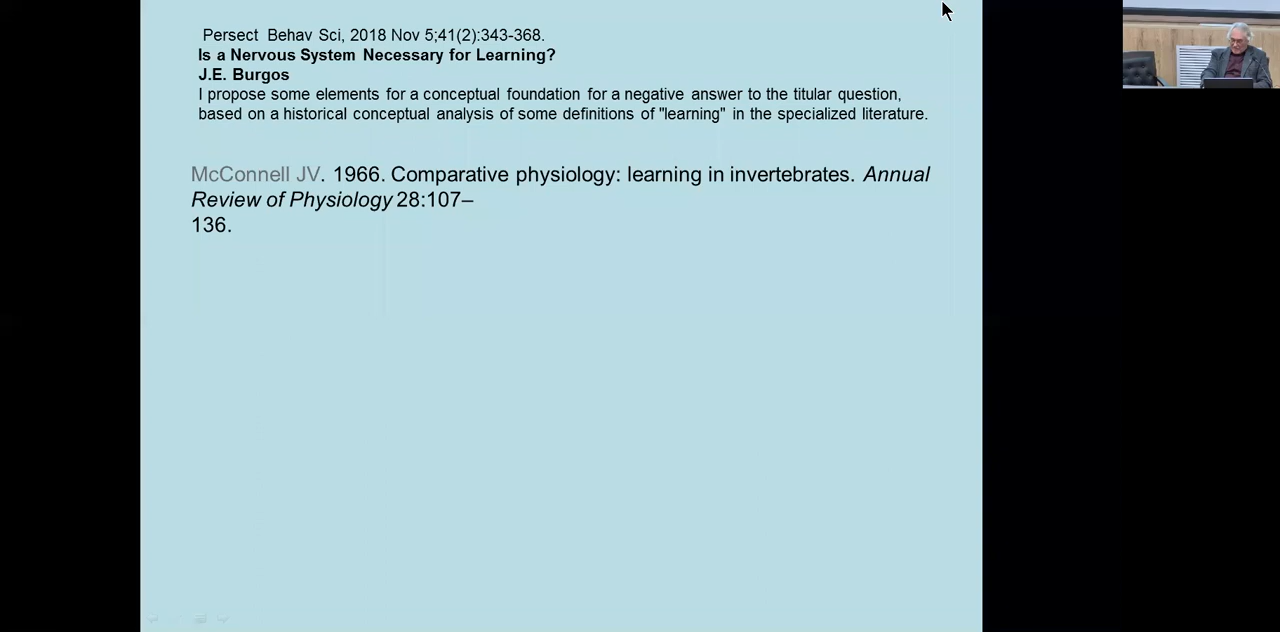 Persect Behav Sci, 2018 Nov 5;41(2):343-368.
Is a Nervous System Necessary for Learning?
J.E. Burgos
I propose some elements for a conceptual foundation for a negative answer to the titular question,
based on a historical conceptual analysis of some definitions of "learning" in the specialized literature.
McConnell JV. 1966. Comparative physiology: learning in invertebrates. Annual
Review of Physiology 28:107–
136.